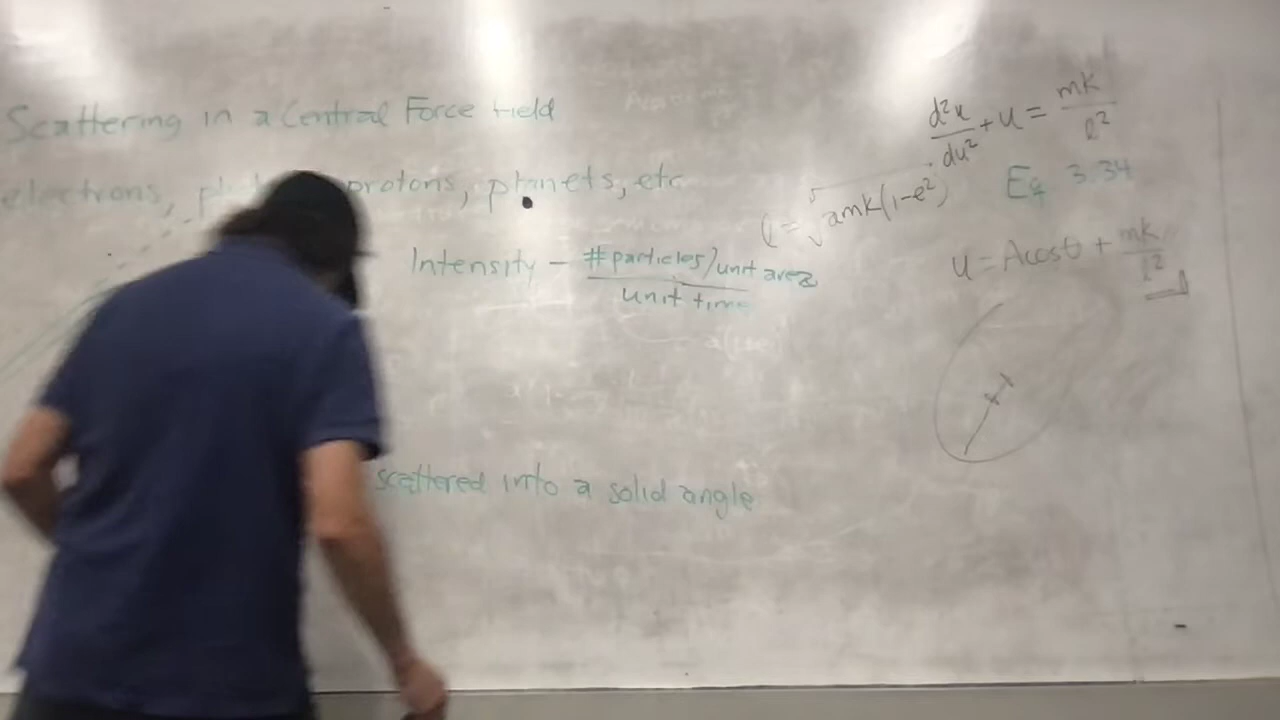 Scattering in a Central Force Field
electrons, protons, planets, etc
Intensity - #particles/unit area
unit time
scattered into a solid angle
d²u/du² + u = mk/l²
Eq 3.34
l = √amk(1-e²)
u = Acosθ + mk/l²